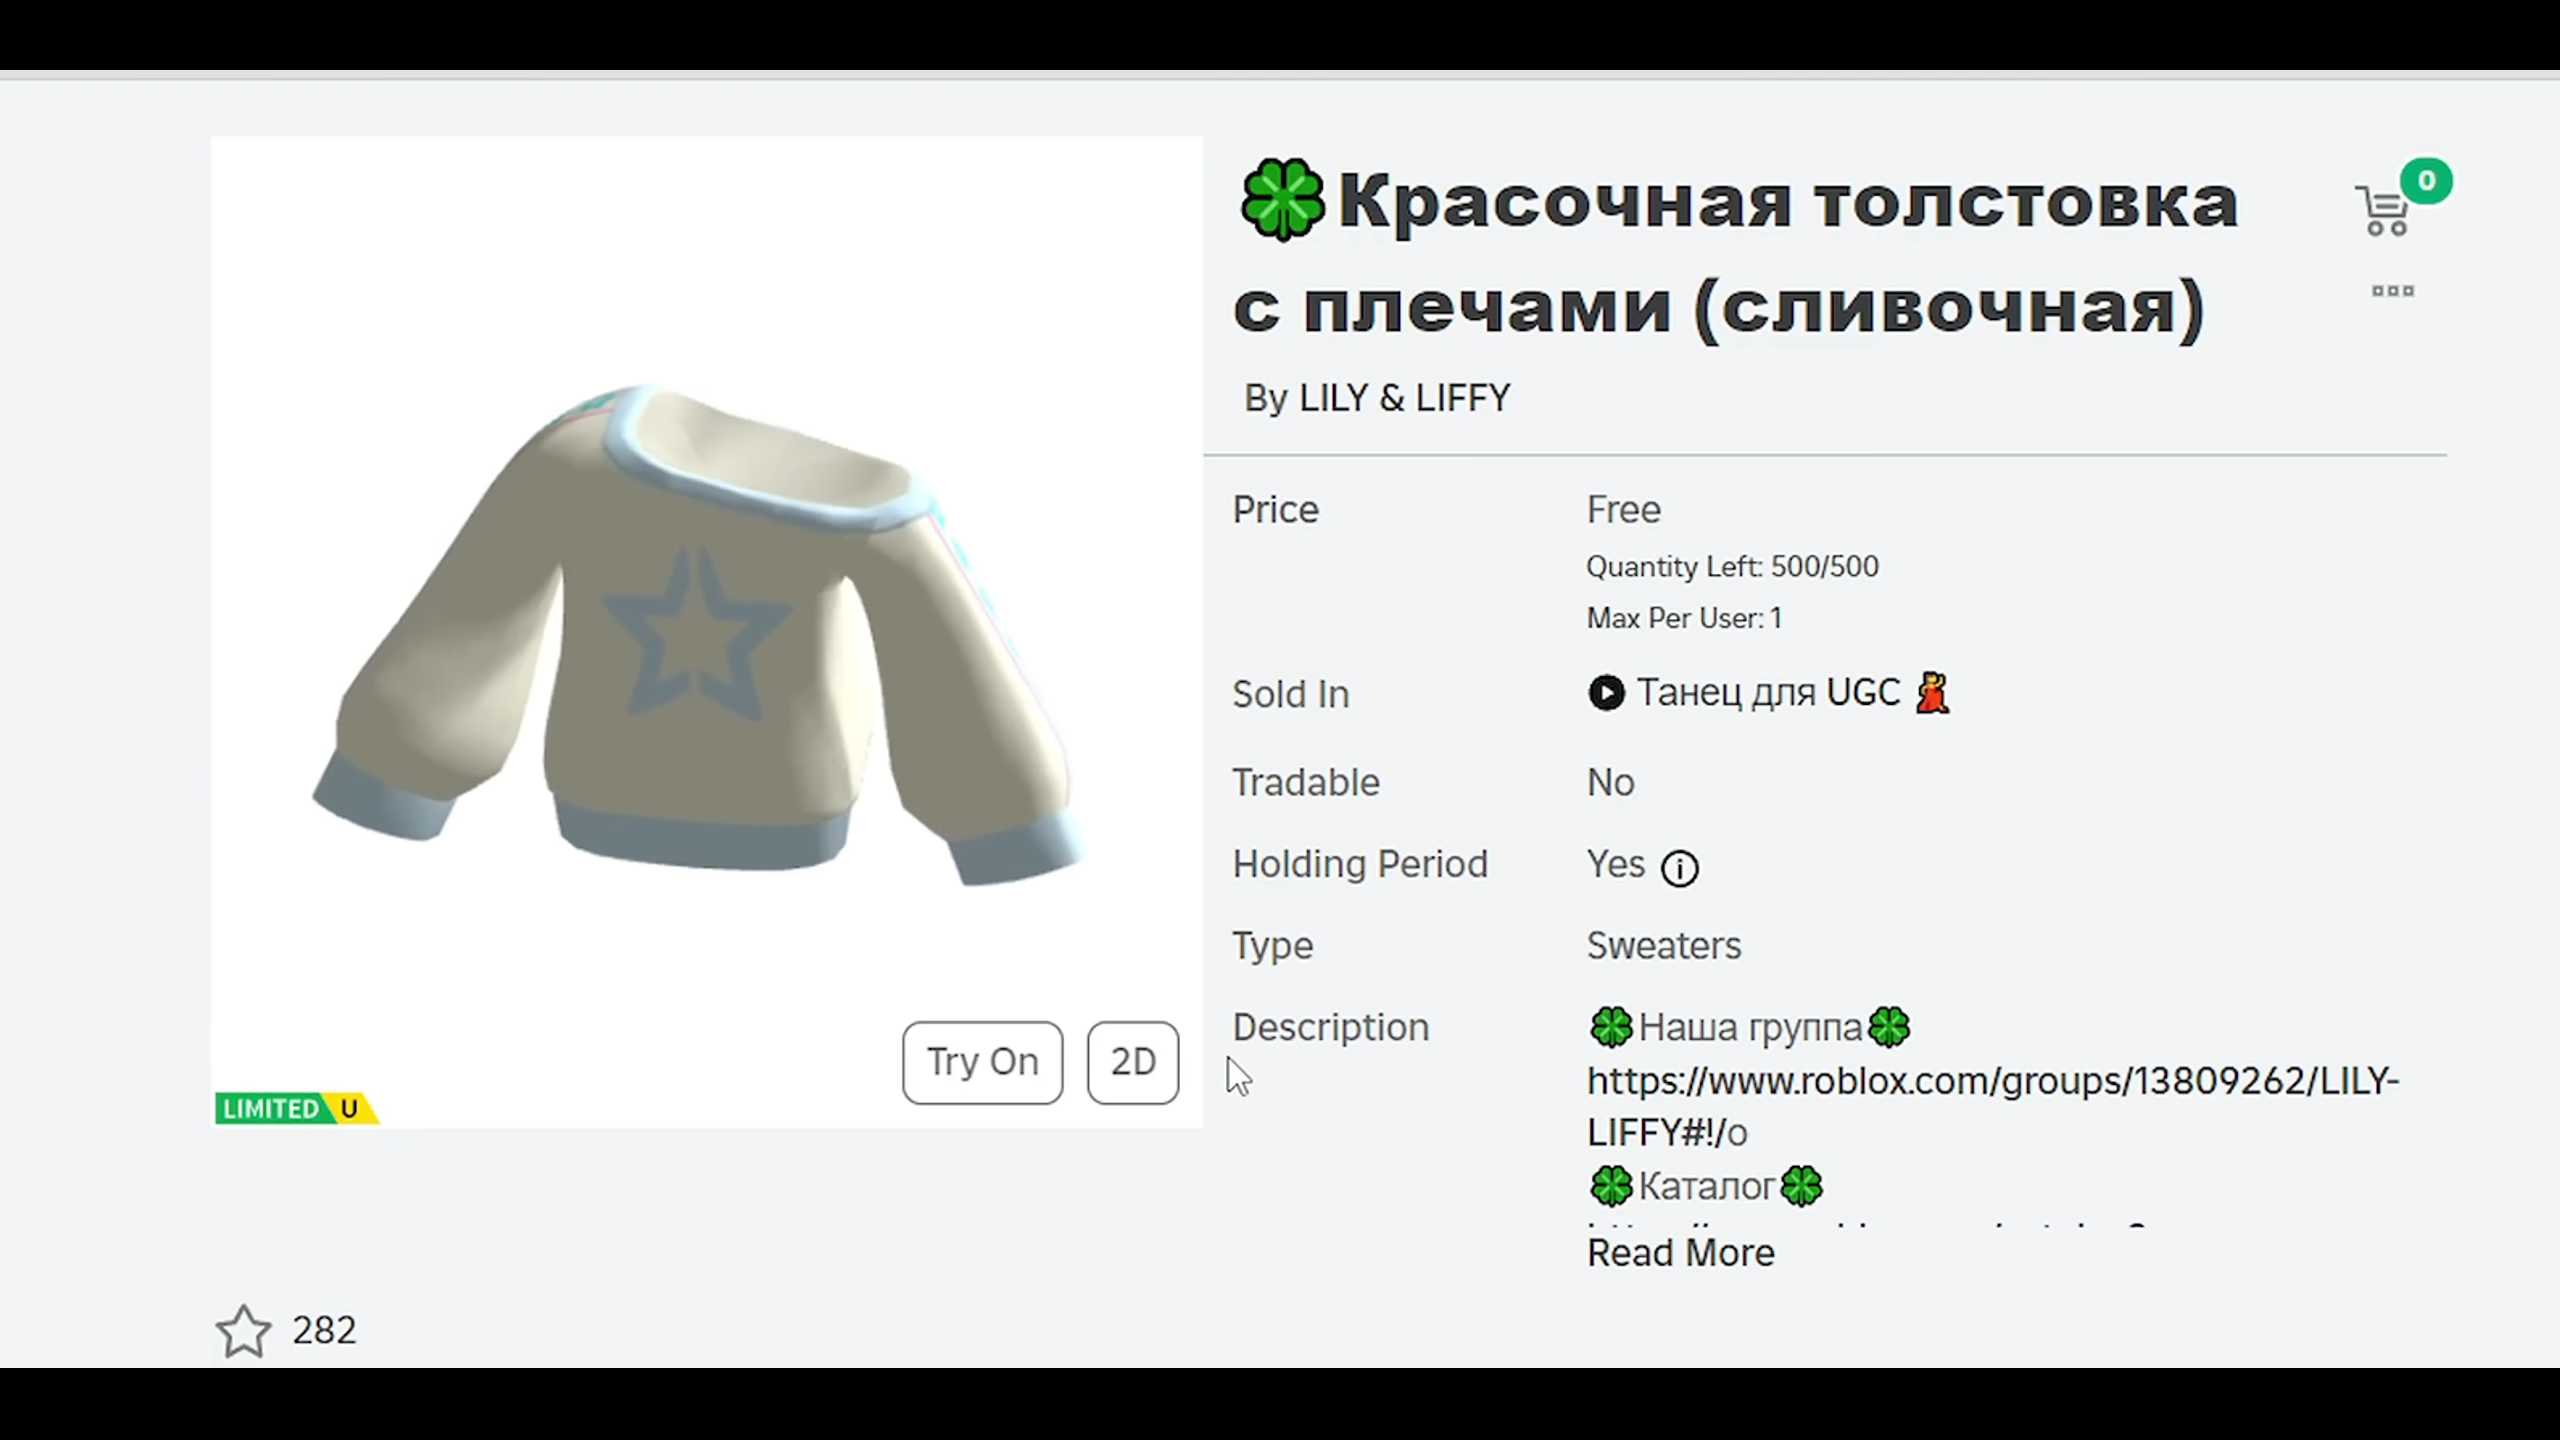 🍀Красочная толстовка
с плечами (сливочная)
0
By LILY & LIFFY
Price Free
Quantity Left: 500/500
Max Per User: 1
Sold In Танец для UGC 💃
Tradable No
Holding Period Yes
Type Sweaters
Description 🍀Наша группа🍀
https://www.roblox.com/groups/13809262/LILY-
LIFFY#!/о
🍀Каталог🍀
Read More
Try On 2D
LIMITED U
282